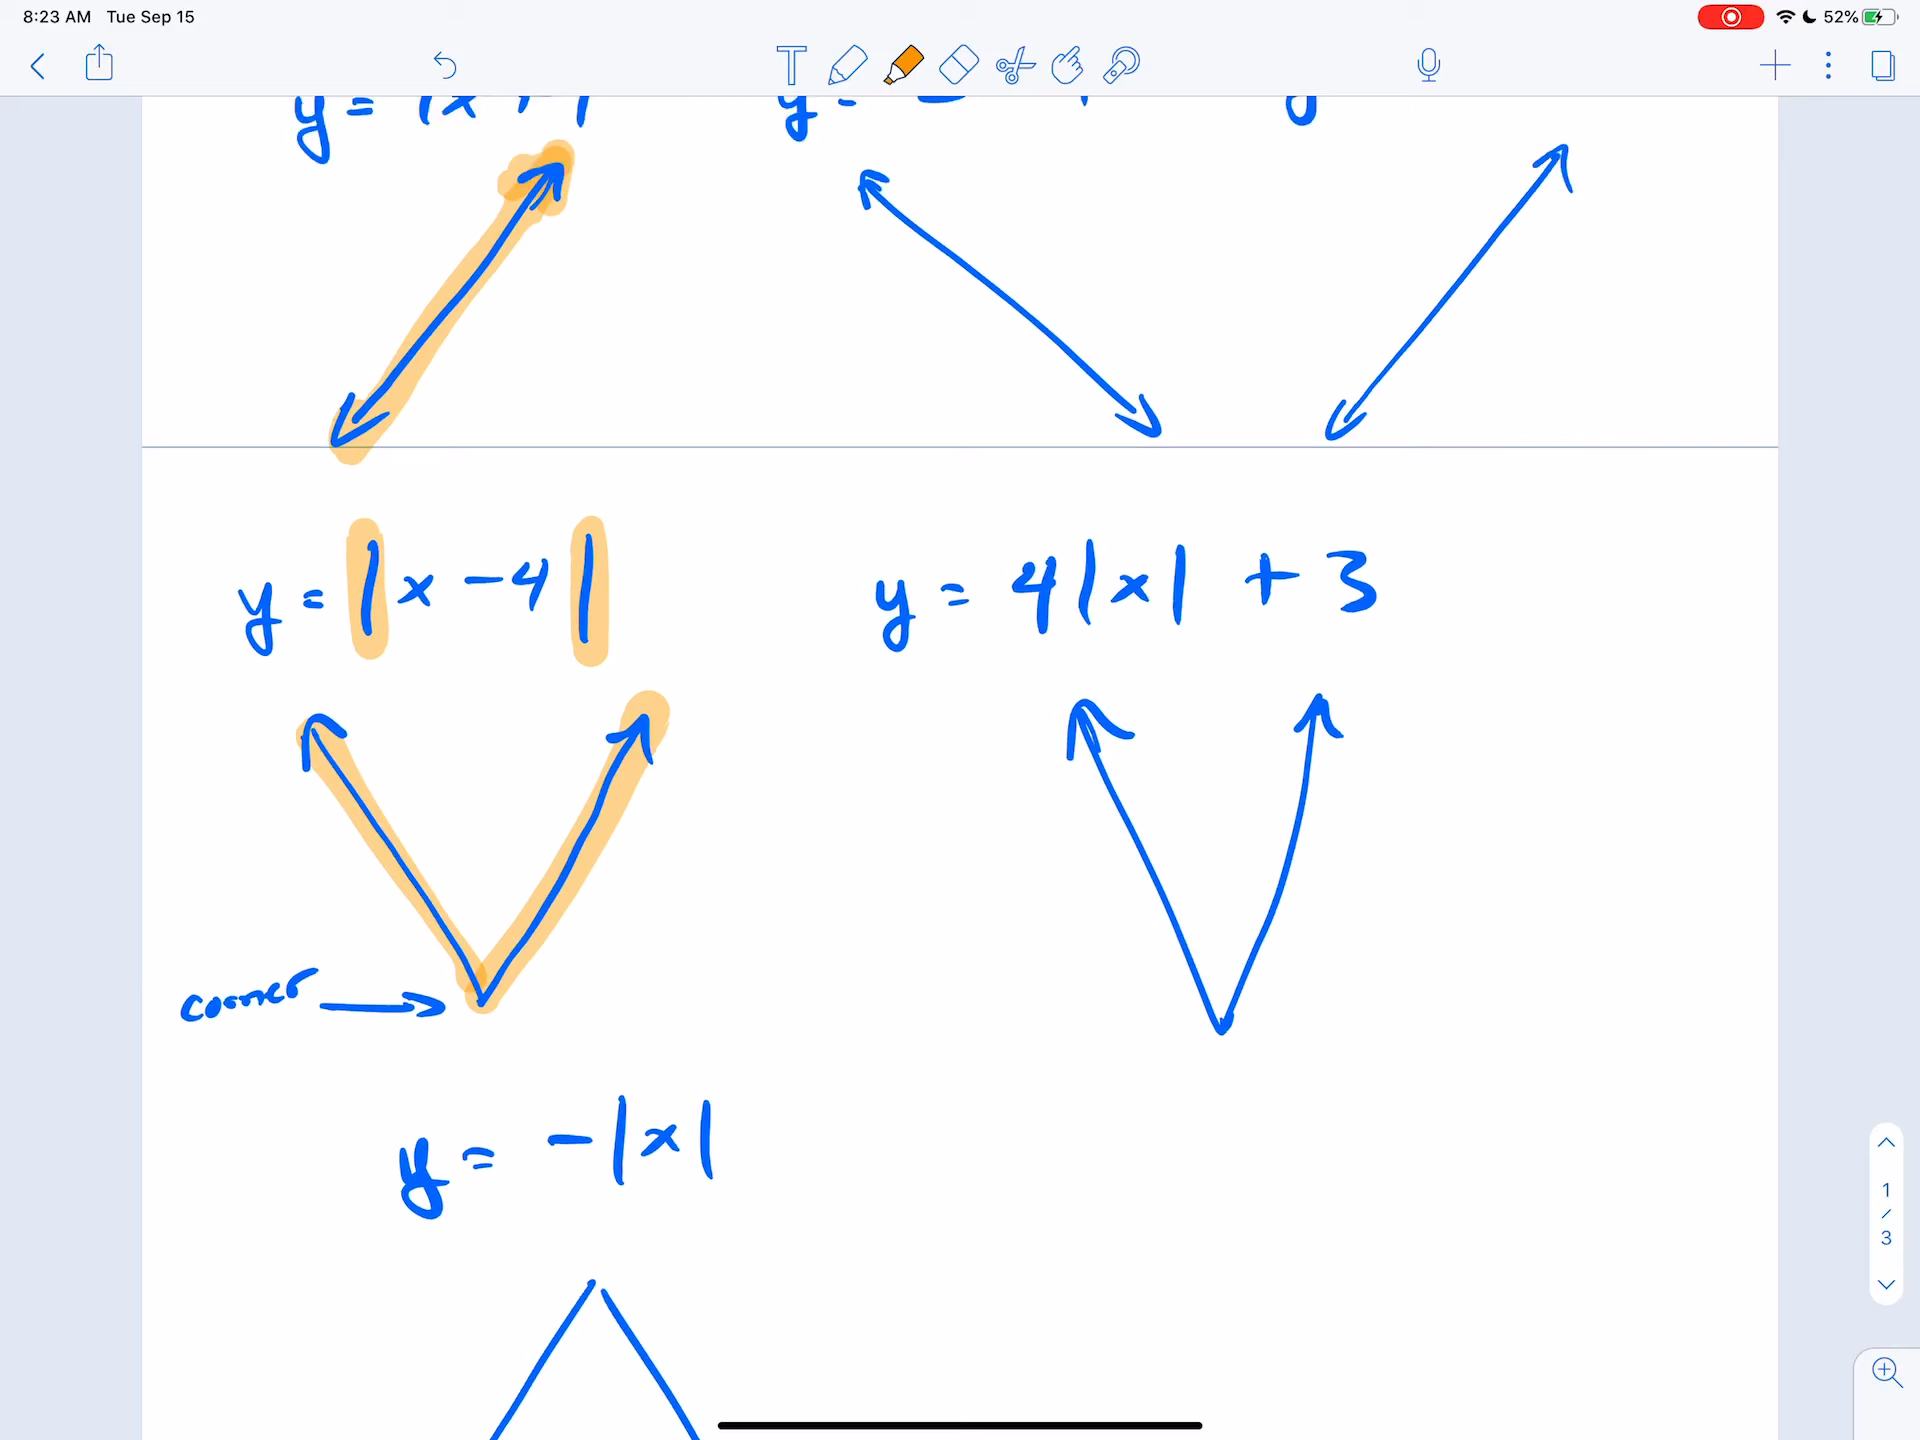 8:23 AM Tue Sep 15
52%
y =
y =
y
y = |x - 4|
y = 4|x| + 3
corner
y = -|x|
1
/
3